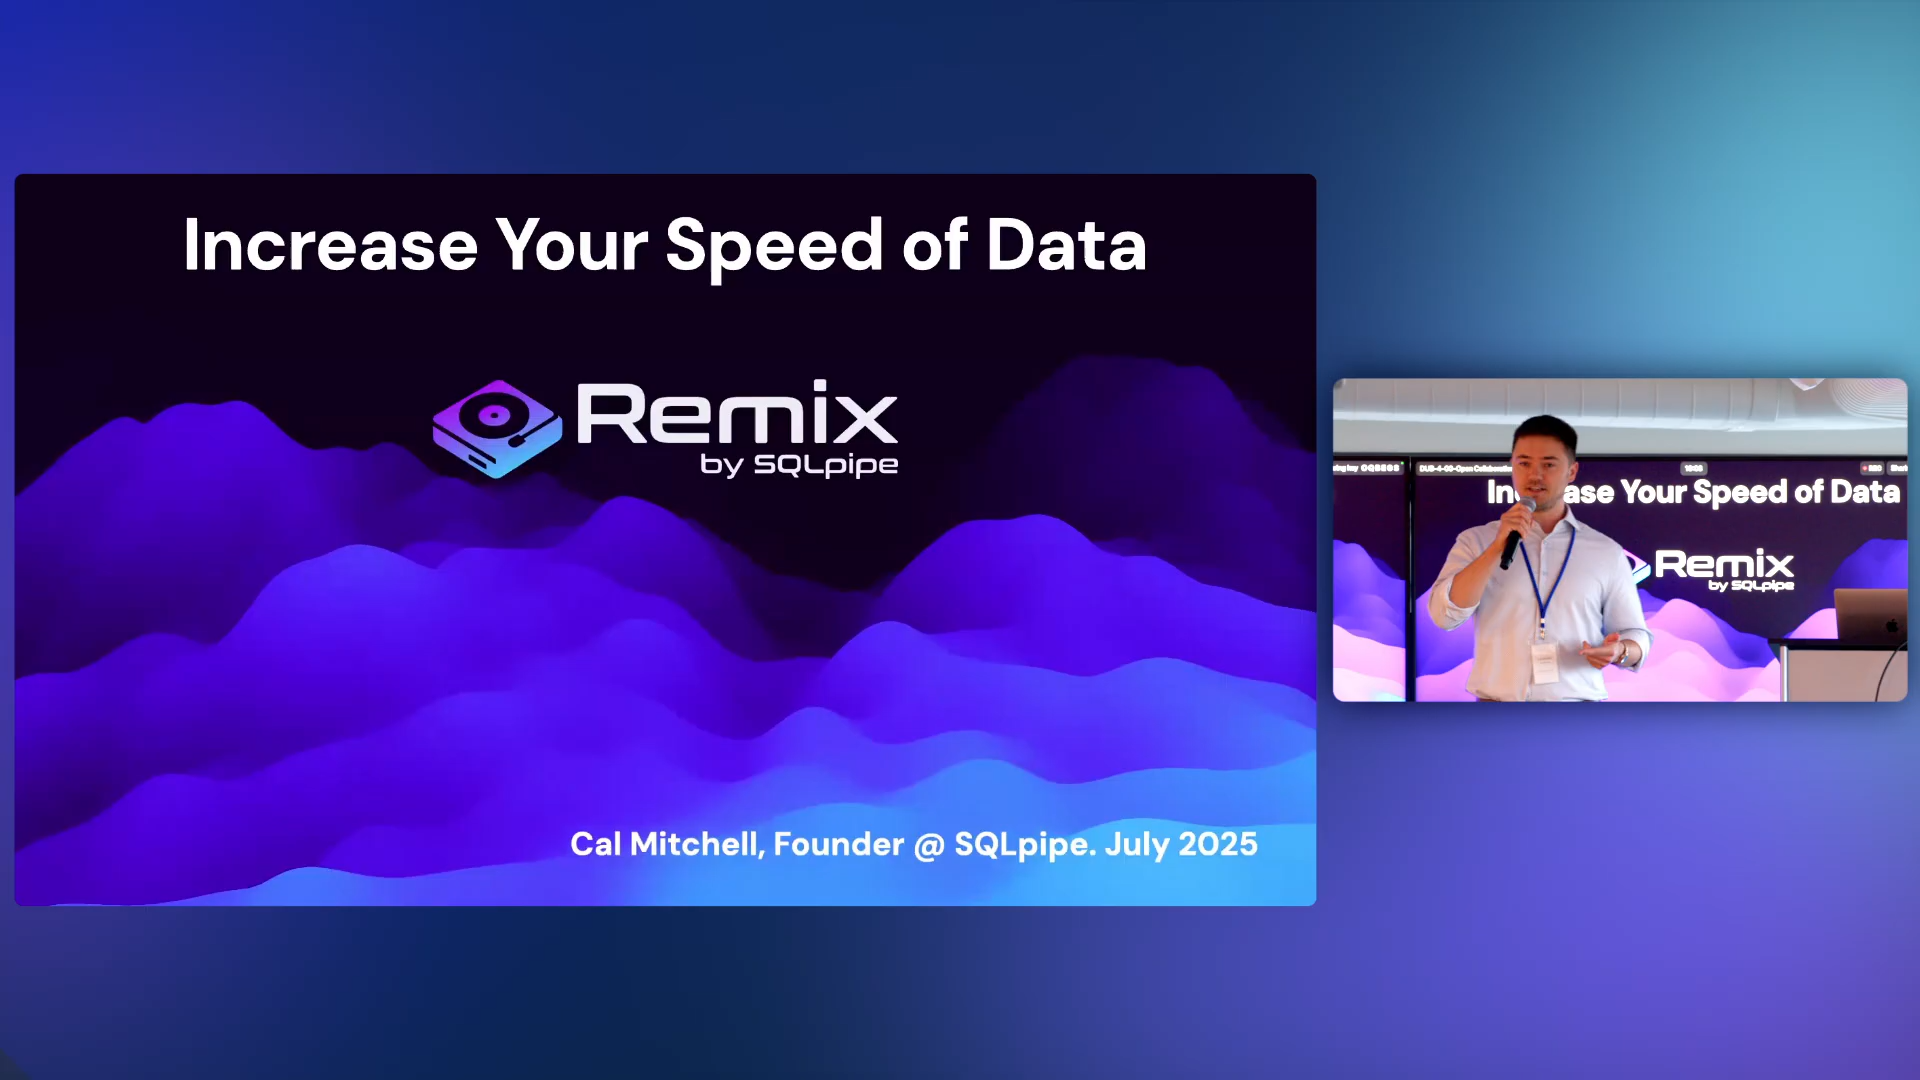 Increase Your Speed of Data
Remix
by SQLpipe
Cal Mitchell, Founder @ SQLpipe. July 2025
In ase Your Speed of Data
Remix
by SQLpipe